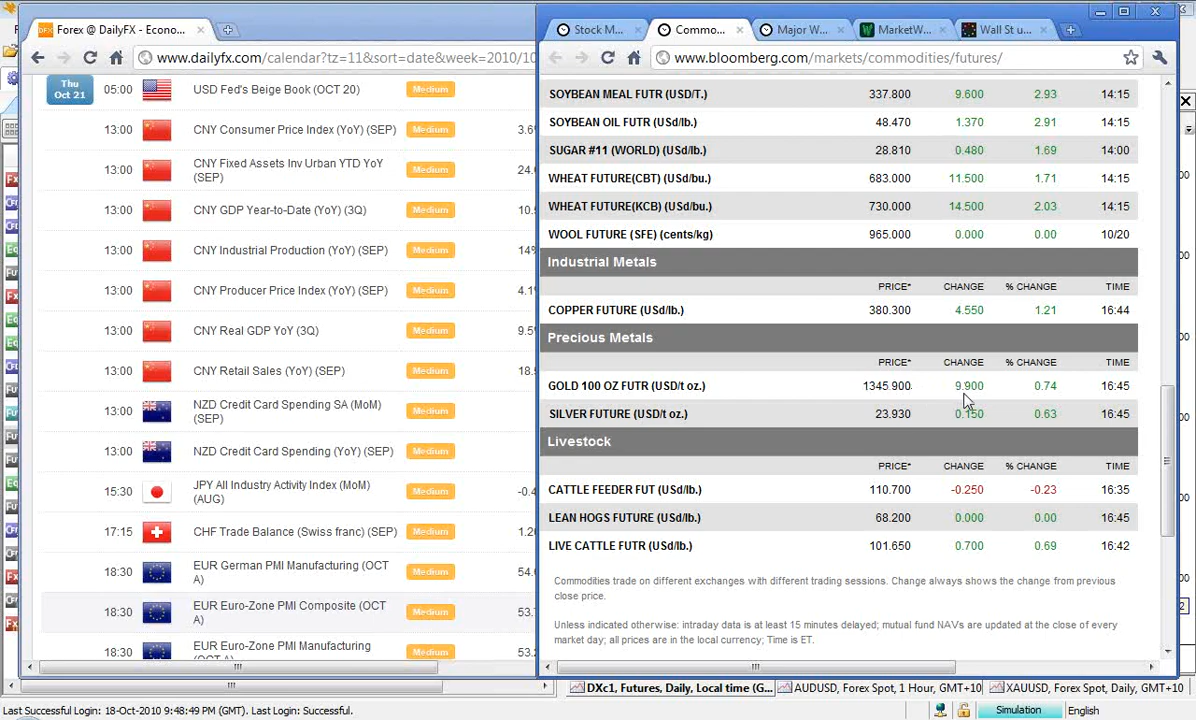 Forex @ DailyFX - Econo...
www.dailyfx.com/calendar?tz=11&sort=date&week=2010/10
Thu
Oct 21
05:00 USD Fed's Beige Book (OCT 20) Medium
13:00 CNY Consumer Price Index (YoY) (SEP) Medium 3.6
13:00 CNY Fixed Assets Inv Urban YTD YoY
(SEP) Medium 24.
13:00 CNY GDP Year-to-Date (YoY) (3Q) Medium 10.
13:00 CNY Industrial Production (YoY) (SEP) Medium 14%
13:00 CNY Producer Price Index (YoY) (SEP) Medium 4.1
13:00 CNY Real GDP YoY (3Q) Medium 9.5
13:00 CNY Retail Sales (YoY) (SEP) Medium 18.
13:00 NZD Credit Card Spending SA (MoM)
(SEP) Medium
13:00 NZD Credit Card Spending (YoY) (SEP) Medium
15:30 JPY All Industry Activity Index (MoM)
(AUG) Medium -0.4
17:15 CHF Trade Balance (Swiss franc) (SEP) Medium 1.2
18:30 EUR German PMI Manufacturing (OCT
A) Medium 54.
18:30 EUR Euro-Zone PMI Composite (OCT
A) Medium 53.
18:30 EUR Euro-Zone PMI Manufacturing
(OCT A) Medium 53.
Stock M... Commo... Major W... MarketW... Wall St u...
www.bloomberg.com/markets/commodities/futures/
SOYBEAN MEAL FUTR (USD/T.) 337.800 9.600 2.93 14:15
SOYBEAN OIL FUTR (USd/lb.) 48.470 1.370 2.91 14:15
SUGAR #11 (WORLD) (USd/lb.) 28.810 0.480 1.69 14:00
WHEAT FUTURE(CBT) (USd/bu.) 683.000 11.500 1.71 14:15
WHEAT FUTURE(KCB) (USd/bu.) 730.000 14.500 2.03 14:15
WOOL FUTURE (SFE) (cents/kg) 965.000 0.000 0.00 10/20
Industrial Metals
PRICE* CHANGE % CHANGE TIME
COPPER FUTURE (USd/lb.) 380.300 4.550 1.21 16:44
Precious Metals
PRICE* CHANGE % CHANGE TIME
GOLD 100 OZ FUTR (USD/t oz.) 1345.900 9.900 0.74 16:45
SILVER FUTURE (USD/t oz.) 23.930 0.150 0.63 16:45
Livestock
PRICE* CHANGE % CHANGE TIME
CATTLE FEEDER FUT (USd/lb.) 110.700 -0.250 -0.23 16:35
LEAN HOGS FUTURE (USd/lb.) 68.200 0.000 0.00 16:45
LIVE CATTLE FUTR (USd/lb.) 101.650 0.700 0.69 16:42
Commodities trade on different exchanges with different trading sessions. Change always shows the change from previous
close price.
Unless indicated otherwise: intraday data is at least 15 minutes delayed; mutual fund NAVs are updated at the close of every
market day; all prices are in the local currency; Time is ET.
DXc1, Futures, Daily, Local time (G... AUDUSD, Forex Spot, 1 Hour, GMT+10 XAUUSD, Forex Spot, Daily, GMT+10
Last Successful Login: 18-Oct-2010 9:48:49 PM (GMT). Last Login: Successful. Simulation English